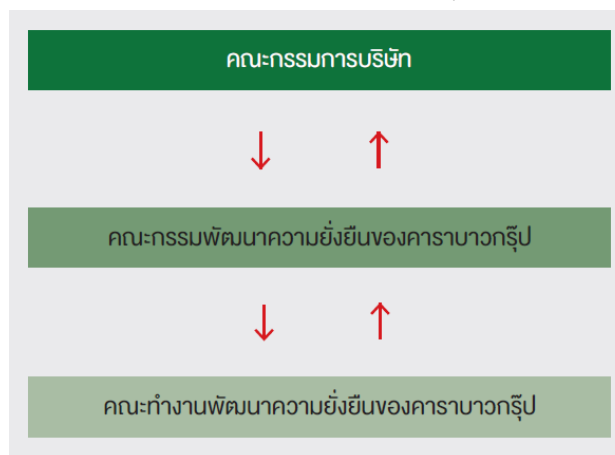 คณะกรรมการบริษัท
คณะกรรมพัฒนาความยั่งยืนของคาราบาวกรุ๊ป
คณะทำงานพัฒนาความยั่งยืนของคาราบาวกรุ๊ป